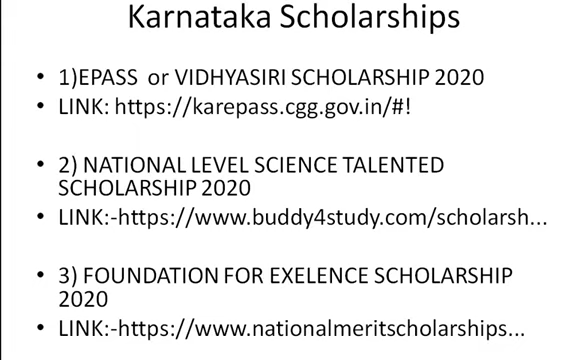 Karnataka Scholarships
• 1)EPASS or VIDHYASIRI SCHOLARSHIP 2020
• LINK: https://karepass.cgg.gov.in/#!
• 2) NATIONAL LEVEL SCIENCE TALENTED
SCHOLARSHIP 2020
• LINK:-https://www.buddy4study.com/scholarsh...
• 3) FOUNDATION FOR EXELENCE SCHOLARSHIP
2020
• LINK:-https://www.nationalmeritscholarships...